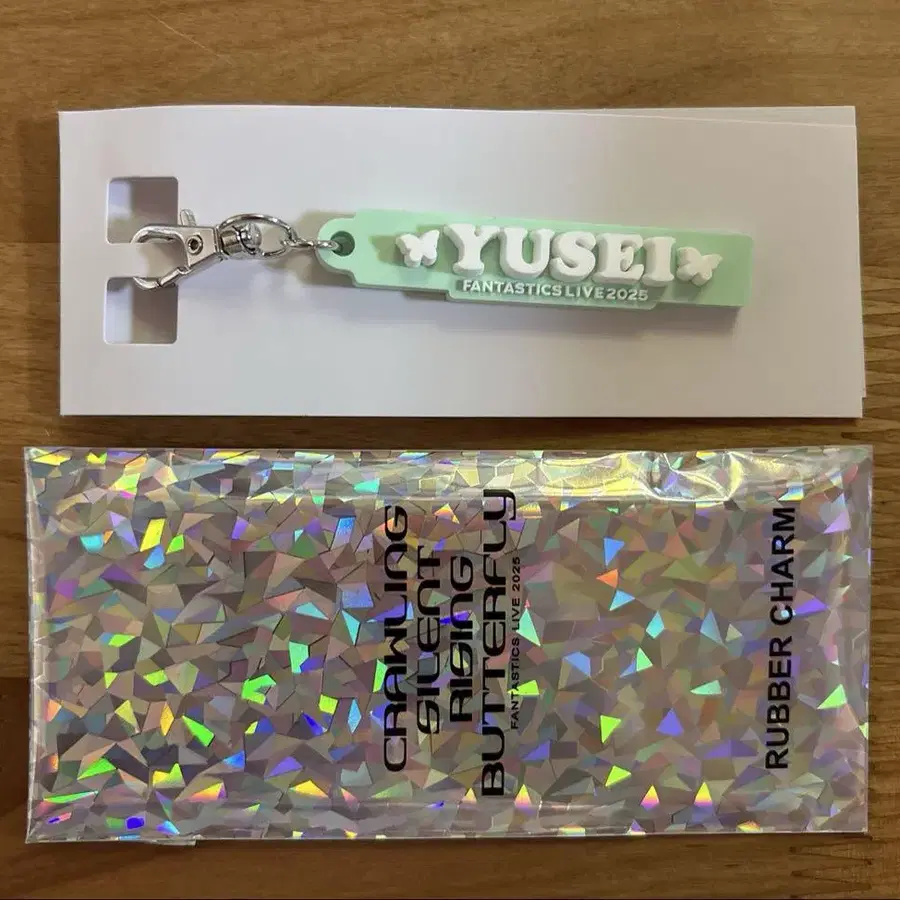 YUSEI
FANTASTICS LIVE 2025
CRAWLING
SILENT
RISING
BUTTERFLY
FANTASTICS LIVE 2025
RUBBER CHARM